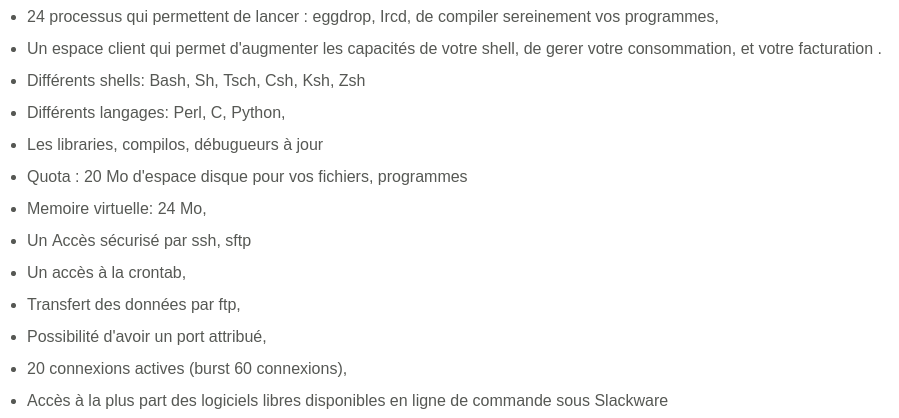 24 processus qui permettent de lancer : eggdrop, Ircd, de compiler sereinement vos programmes,
Un espace client qui permet d'augmenter les capacités de votre shell, de gerer votre consommation, et votre facturation .
Différents shells: Bash, Sh, Tsch, Csh, Ksh, Zsh
Différents langages: Perl, C, Python,
Les libraries, compilos, débugueurs à jour
Quota : 20 Mo d'espace disque pour vos fichiers, programmes
Memoire virtuelle: 24 Mo,
Un Accès sécurisé par ssh, sftp
Un accès à la crontab,
Transfert des données par ftp,
Possibilité d'avoir un port attribué,
20 connexions actives (burst 60 connexions),
Accès à la plus part des logiciels libres disponibles en ligne de commande sous Slackware